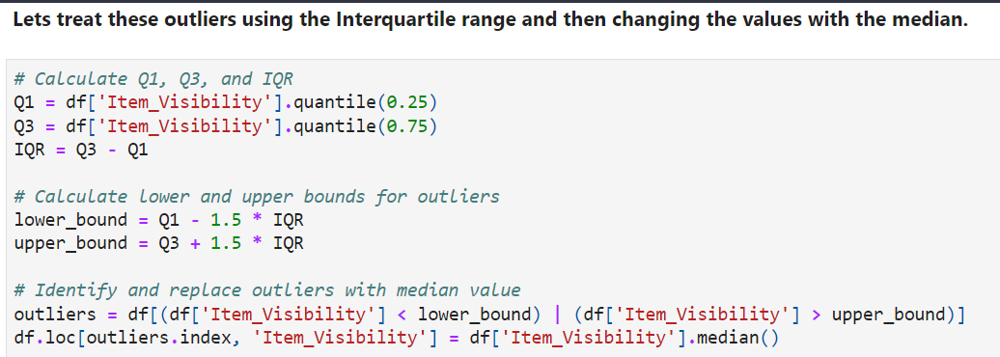 Lets treat these outliers using the Interquartile range and then changing the values with the median.
# Calculate Q1, Q3, and IQR
Q1 = df['Item_Visibility'].quantile(0.25)
Q3 = df['Item_Visibility'].quantile(0.75)
IQR = Q3 - Q1
# Calculate lower and upper bounds for outliers
lower_bound = Q1 - 1.5 * IQR
upper_bound = Q3 + 1.5 * IQR
# Identify and replace outliers with median value
outliers = df[(df['Item_Visibility'] < lower_bound) | (df['Item_Visibility'] > upper_bound)]
df.loc[outliers.index, 'Item_Visibility'] = df['Item_Visibility'].median()